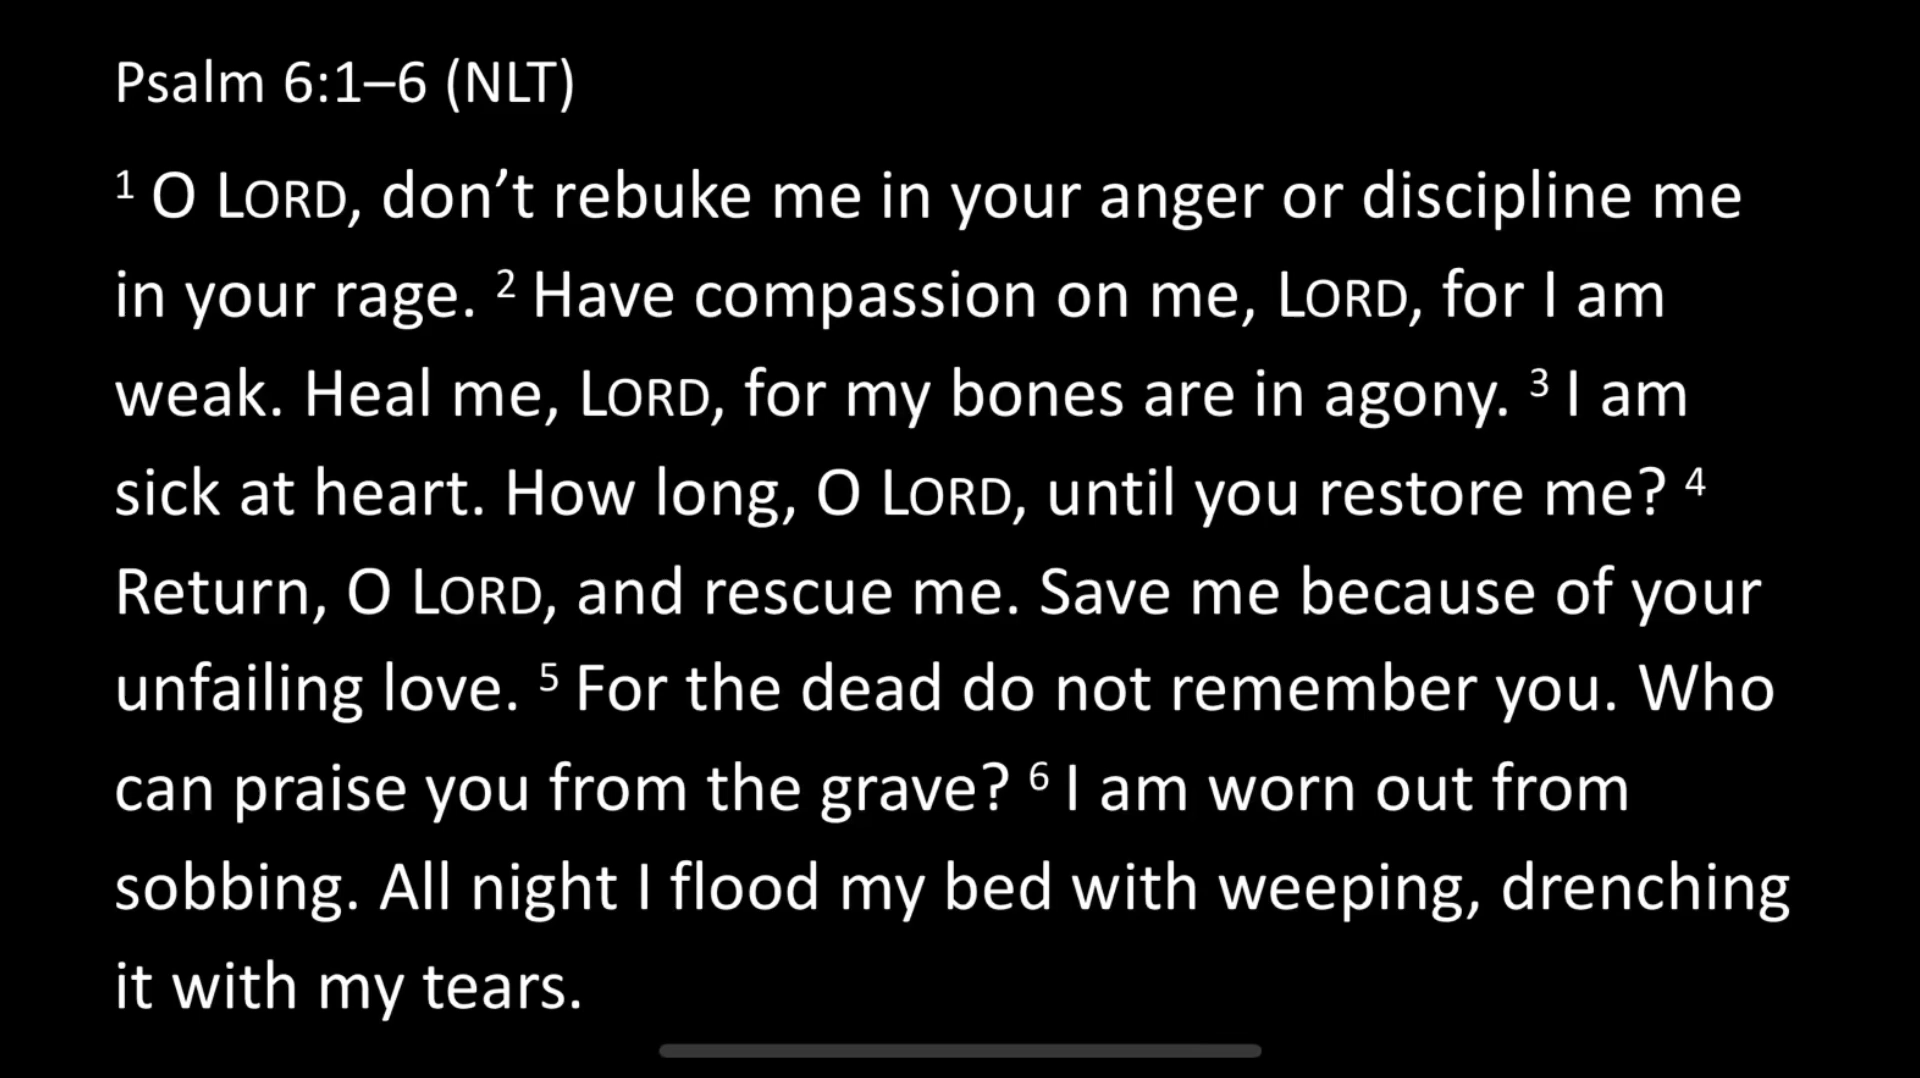 Psalm 6:1–6 (NLT)
1 O LORD, don’t rebuke me in your anger or discipline me
in your rage. 2 Have compassion on me, LORD, for I am
weak. Heal me, LORD, for my bones are in agony. 3 I am
sick at heart. How long, O LORD, until you restore me? 4
Return, O LORD, and rescue me. Save me because of your
unfailing love. 5 For the dead do not remember you. Who
can praise you from the grave? 6 I am worn out from
sobbing. All night I flood my bed with weeping, drenching
it with my tears.